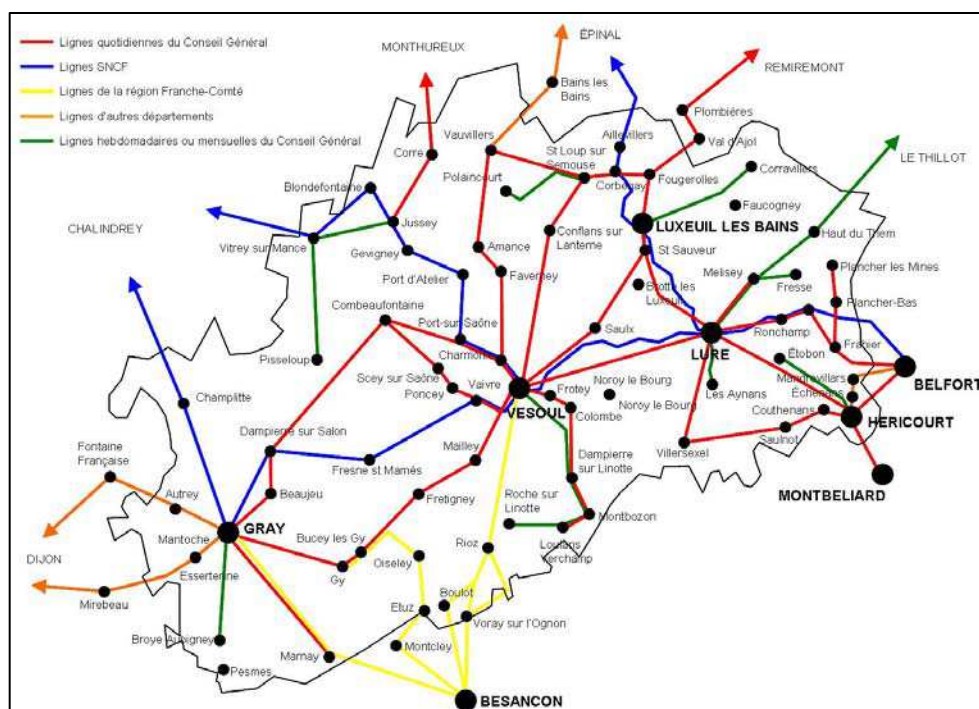 Lignes quotidiennes du Conseil Général
Lignes SNCF
Lignes de la région Franche-Comté
Lignes d'autres départements
Lignes hebdomadaires ou mensuelles du Conseil Général
MONTHUREUX
ÉPINAL
REMIREMONT
Bains les
Bains
Plombières
Vauvillers
Aillevillers
Val d'Ajol
LE THILLOT
Corre
St Loup sur
Semouse
Polaincourt
Corbenay
Fougerolles
Corravillers
Blondefontaine
Faucogney
CHALINDREY
Jussey
LUXEUIL LES BAINS
Conflans sur
Lanterne
Haut du Them
Vitrey sur Mance
Gevigney
Amance
St Sauveur
Port d'Atelier
Faverney
Melisey
Plancher les Mines
Fresse
Brotte les
Luxeuil
Combeaufontaine
Plancher-Bas
Port-sur-Saône
Saulx
Ronchamp
LURE
Frahier
Pisseloup
Charmont
Étobon
Scey sur Saône
Vaivre
Frotey
Noroy le Bourg
Mandrevillars
BELFORT
Poncey
VESOUL
Les Aynans
Échenans
Champlitte
Colombe
Noroy le Bourg
Couthenans
HERICOURT
Dampierre sur Salon
Saulnot
Mailley
Villersexel
Fontaine
Française
Dampierre
sur Linotte
Fresne st Mamés
MONTBELIARD
Autrey
Beaujeu
Fretigney
Roche sur
Linotte
Montbozon
GRAY
Mantoche
Bucey les Gy
Rioz
Loulans
Verchamp
DIJON
Essertenne
Gy
Oiseley
Mirebeau
Boulot
Etuz
Voray sur l'Ognon
Broye Aubigney
Montcley
Marnay
Pesmes
BESANCON